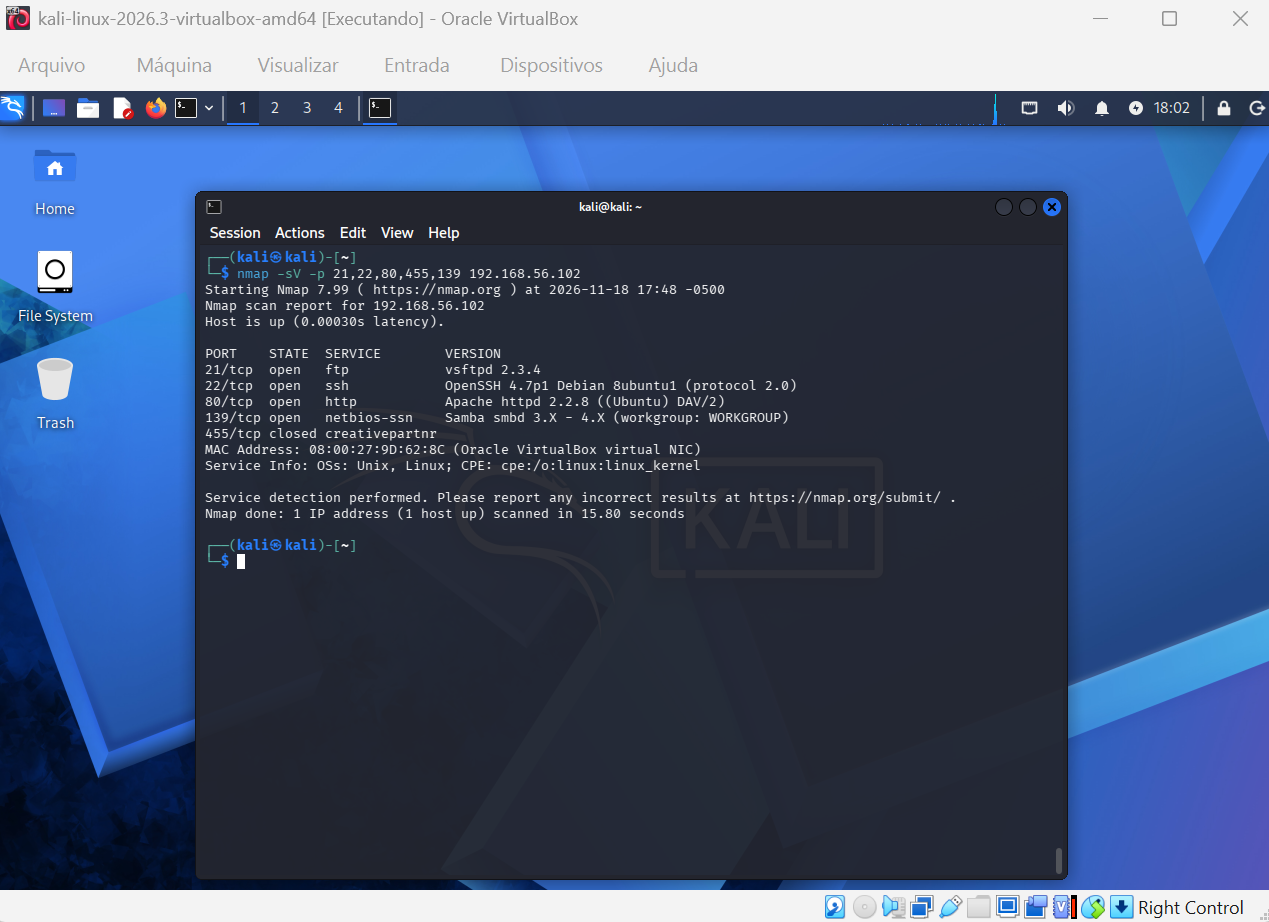 kali-linux-2026.3-virtualbox-amd64 [Executando] - Oracle VirtualBox
Arquivo Máquina Visualizar Entrada Dispositivos Ajuda
1 2 3 4 18:02
Home
File System
Trash
kali@kali: ~
Session Actions Edit View Help
┌──(kali㉿kali)-[~]
└─$ nmap -sV -p 21,22,80,455,139 192.168.56.102
Starting Nmap 7.99 ( https://nmap.org ) at 2026-11-18 17:48 -0500
Nmap scan report for 192.168.56.102
Host is up (0.00030s latency).
PORT STATE SERVICE VERSION
21/tcp open ftp vsftpd 2.3.4
22/tcp open ssh OpenSSH 4.7p1 Debian 8ubuntu1 (protocol 2.0)
80/tcp open http Apache httpd 2.2.8 ((Ubuntu) DAV/2)
139/tcp open netbios-ssn Samba smbd 3.X - 4.X (workgroup: WORKGROUP)
455/tcp closed creativepartnr
MAC Address: 08:00:27:9D:62:8C (Oracle VirtualBox virtual NIC)
Service Info: OSs: Unix, Linux; CPE: cpe:/o:linux:linux_kernel
Service detection performed. Please report any incorrect results at https://nmap.org/submit/ .
Nmap done: 1 IP address (1 host up) scanned in 15.80 seconds
┌──(kali㉿kali)-[~]
└─$
KALI
Right Control